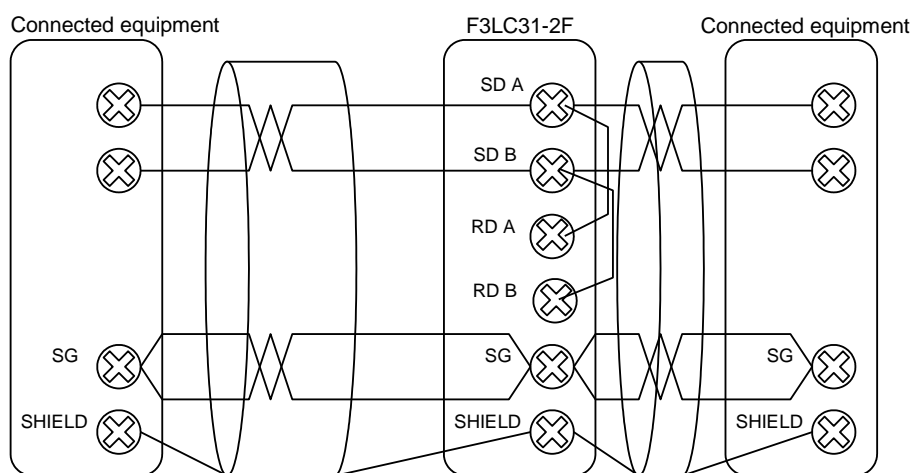 Connected equipment
F3LC31-2F
Connected equipment
SD A
SD B
RD A
RD B
SG
SG
SG
SHIELD
SHIELD
SHIELD